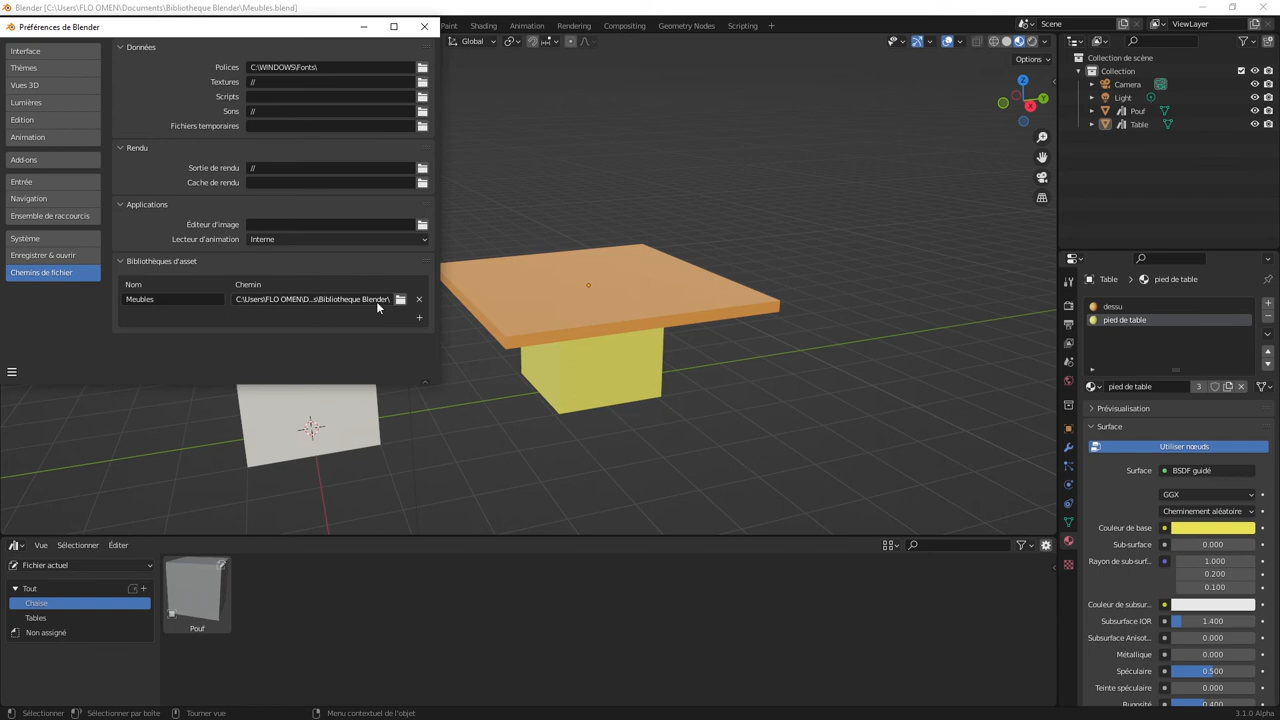 Blender [C:\Users\FLO OMEN\Documents\Bibliotheque Blender\Meubles.blend]
Préférences de Blender
Paint Shading Animation Rendering Compositing Geometry Nodes Scripting
Scene
ViewLayer
Global
Options
Interface
Thèmes
Vues 3D
Lumières
Edition
Animation
Add-ons
Entrée
Navigation
Ensemble de raccourcis
Système
Enregistrer & ouvrir
Chemins de fichier
Données
Polices C:\WINDOWS\Fonts\
Textures //
Scripts
Sons //
Fichiers temporaires
Rendu
Sortie de rendu //
Cache de rendu
Applications
Éditeur d'image
Lecteur d'animation Interne
Bibliothèques d'asset
Nom Chemin
Meubles C:\Users\FLO OMEN\D...s\Bibliotheque Blender\
X Y Z
Collection de scène
Collection
Camera
Light
Pouf
Table
Table pied de table
dessu
pied de table
pied de table 3
Prévisualisation
Surface
Utiliser nœuds
Surface BSDF guidé
GGX
Cheminement aléatoire
Couleur de base
Sub-surface 0.000
Rayon de sub-surf... 1.000
0.200
0.100
Couleur de subsur...
Subsurface IOR 1.400
Subsurface Anisot... 0.000
Métallique 0.000
Spéculaire 0.500
Teinte spéculaire 0.000
Rugosité 0.400
Vue Sélectionner Éditer
Fichier actuel
Tout
Chaise
Tables
Non assigné
Pouf
Sélectionner Sélectionner par boîte Tourner vue Menu contextuel de l'objet 3.1.0 Alpha